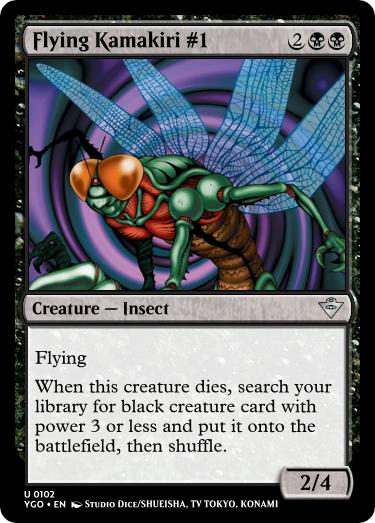 Flying Kamakiri #1 2
Creature — Insect
Flying
When this creature dies, search your
library for black creature card with
power 3 or less and put it onto the
battlefield, then shuffle.
2/4
U 0102
YGO • EN Studio Dice/SHUEISHA, TV TOKYO, KONAMI